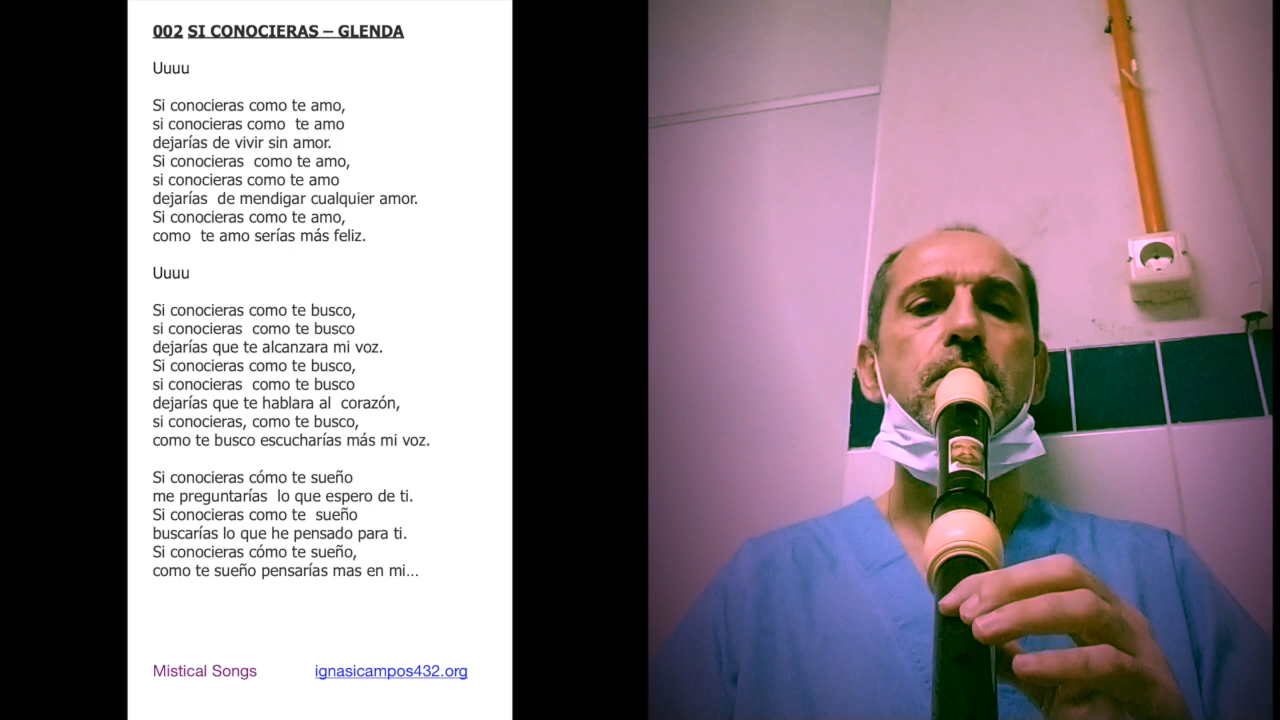 002 SI CONOCIERAS – GLENDA
Uuuu
Si conocieras como te amo,
si conocieras como  te amo
dejarías de vivir sin amor.
Si conocieras  como te amo,
si conocieras como te amo
dejarías  de mendigar cualquier amor.
Si conocieras como te amo,
como  te amo serías más feliz.
Uuuu
Si conocieras como te busco,
si conocieras  como te busco
dejarías que te alcanzara mi voz.
Si conocieras como te busco,
si conocieras  como te busco
dejarías que te hablara al  corazón,
si conocieras, como te busco,
como te busco escucharías más mi voz.
Si conocieras cómo te sueño
me preguntarías  lo que espero de ti.
Si conocieras como te  sueño
buscarías lo que he pensado para ti.
Si conocieras cómo te sueño,
como te sueño pensarías mas en mi…
Mistical Songs ignasicampos432.org